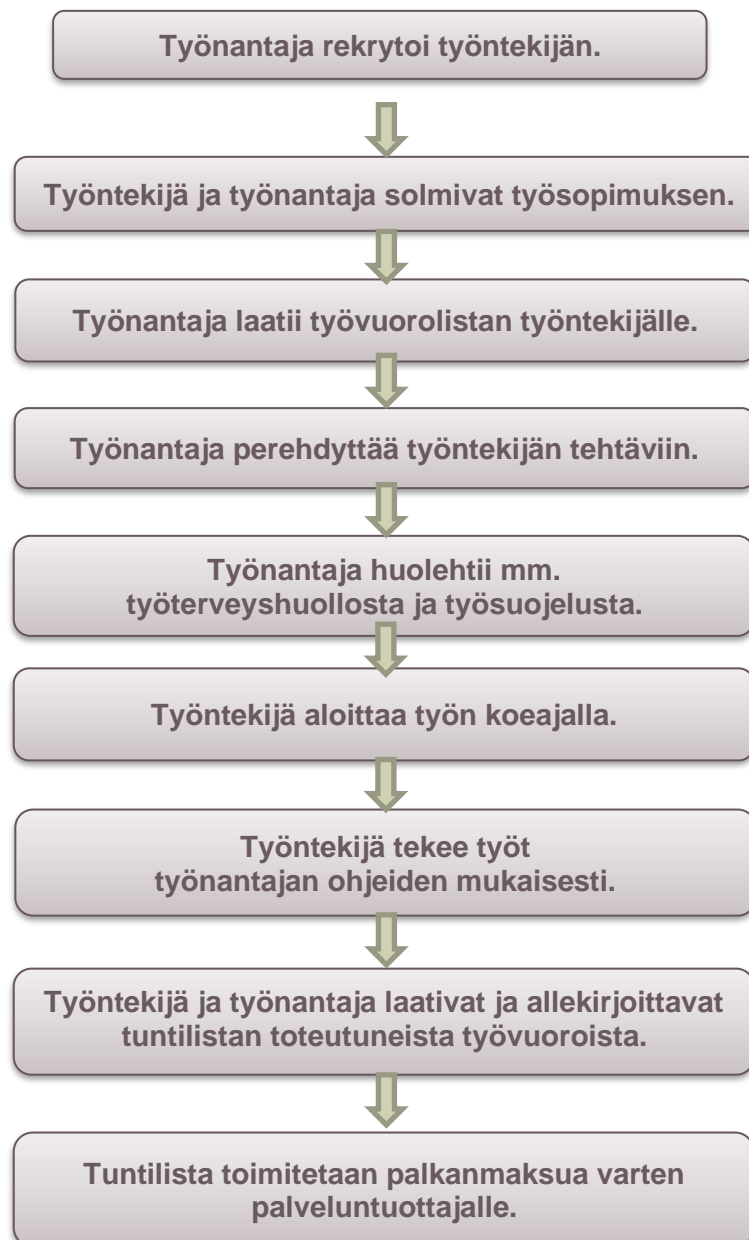 Työnantaja rekrytoi työntekijän.
Työntekijä ja työnantaja solmivat työsopimuksen.
Työnantaja laatii työvuorolistan työntekijälle.
Työnantaja perehdyttää työntekijän tehtäviin.
Työnantaja huolehtii mm.
työterveyshuollosta ja työsuojelusta.
Työntekijä aloittaa työn koeajalla.
Työntekijä tekee työt
työnantajan ohjeiden mukaisesti.
Työntekijä ja työnantaja laativat ja allekirjoittavat
tuntilistan toteutuneista työvuoroista.
Tuntilista toimitetaan palkanmaksua varten
palveluntuottajalle.